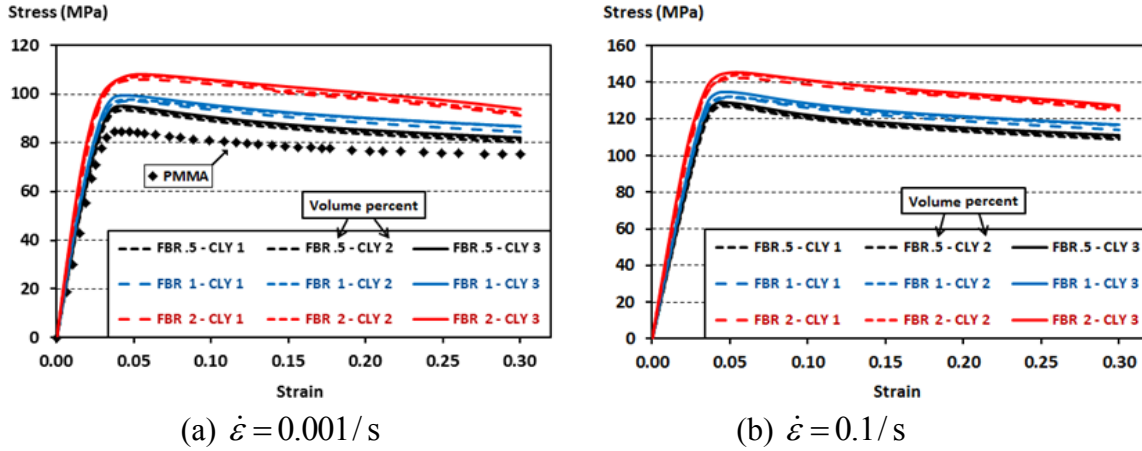 Stress (MPa)
120
100
80
60
40
20
0
PMMA
Volume percent
FBR .5 - CLY 1 FBR .5 - CLY 2 FBR .5 - CLY 3
FBR 1 - CLY 1 FBR 1 - CLY 2 FBR 1 - CLY 3
FBR 2 - CLY 1 FBR 2 - CLY 2 FBR 2 - CLY 3
0.00 0.05 0.10 0.15 0.20 0.25 0.30
Strain
(a) ε̇ = 0.001/s
Stress (MPa)
160
140
120
100
80
60
40
20
0
Volume percent
FBR .5 - CLY 1 FBR .5 - CLY 2 FBR .5 - CLY 3
FBR 1 - CLY 1 FBR 1 - CLY 2 FBR 1 - CLY 3
FBR 2 - CLY 1 FBR 2 - CLY 2 FBR 2 - CLY 3
0.00 0.05 0.10 0.15 0.20 0.25 0.30
Strain
(b) ε̇ = 0.1/s